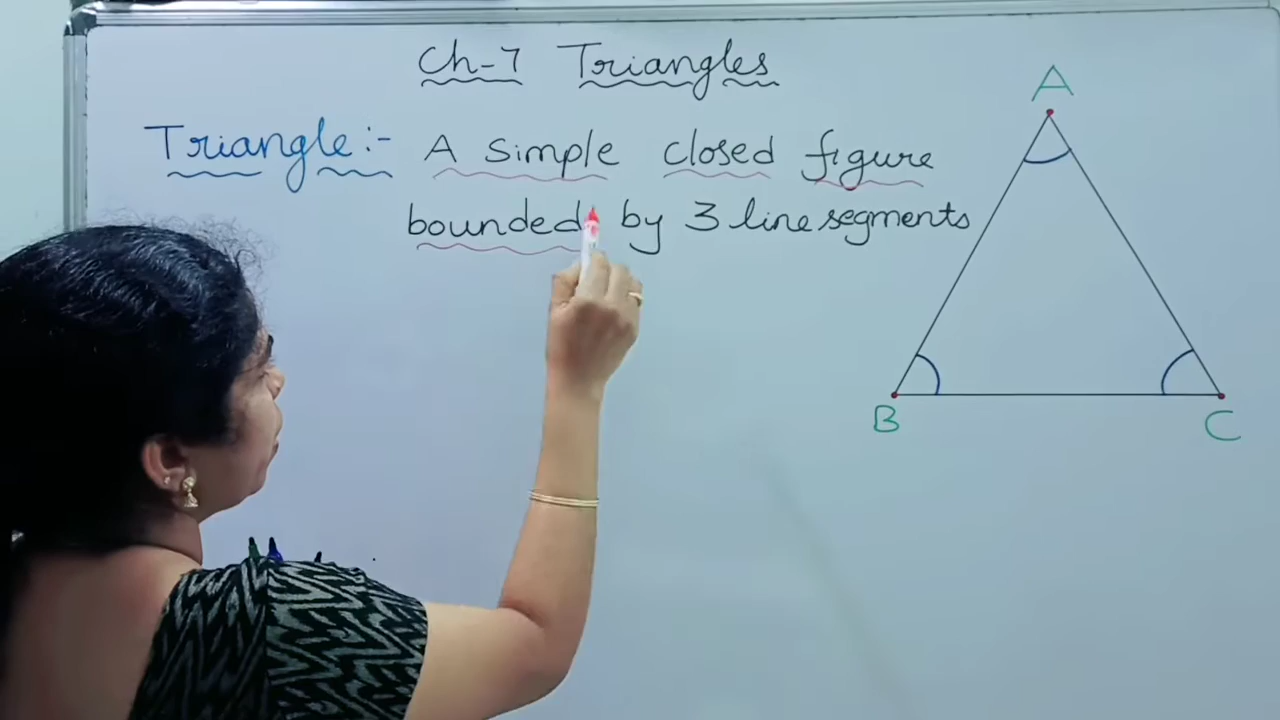 Ch-7 Triangles
Triangle:- A simple closed figure
bounded by 3 line segments
A
B
C